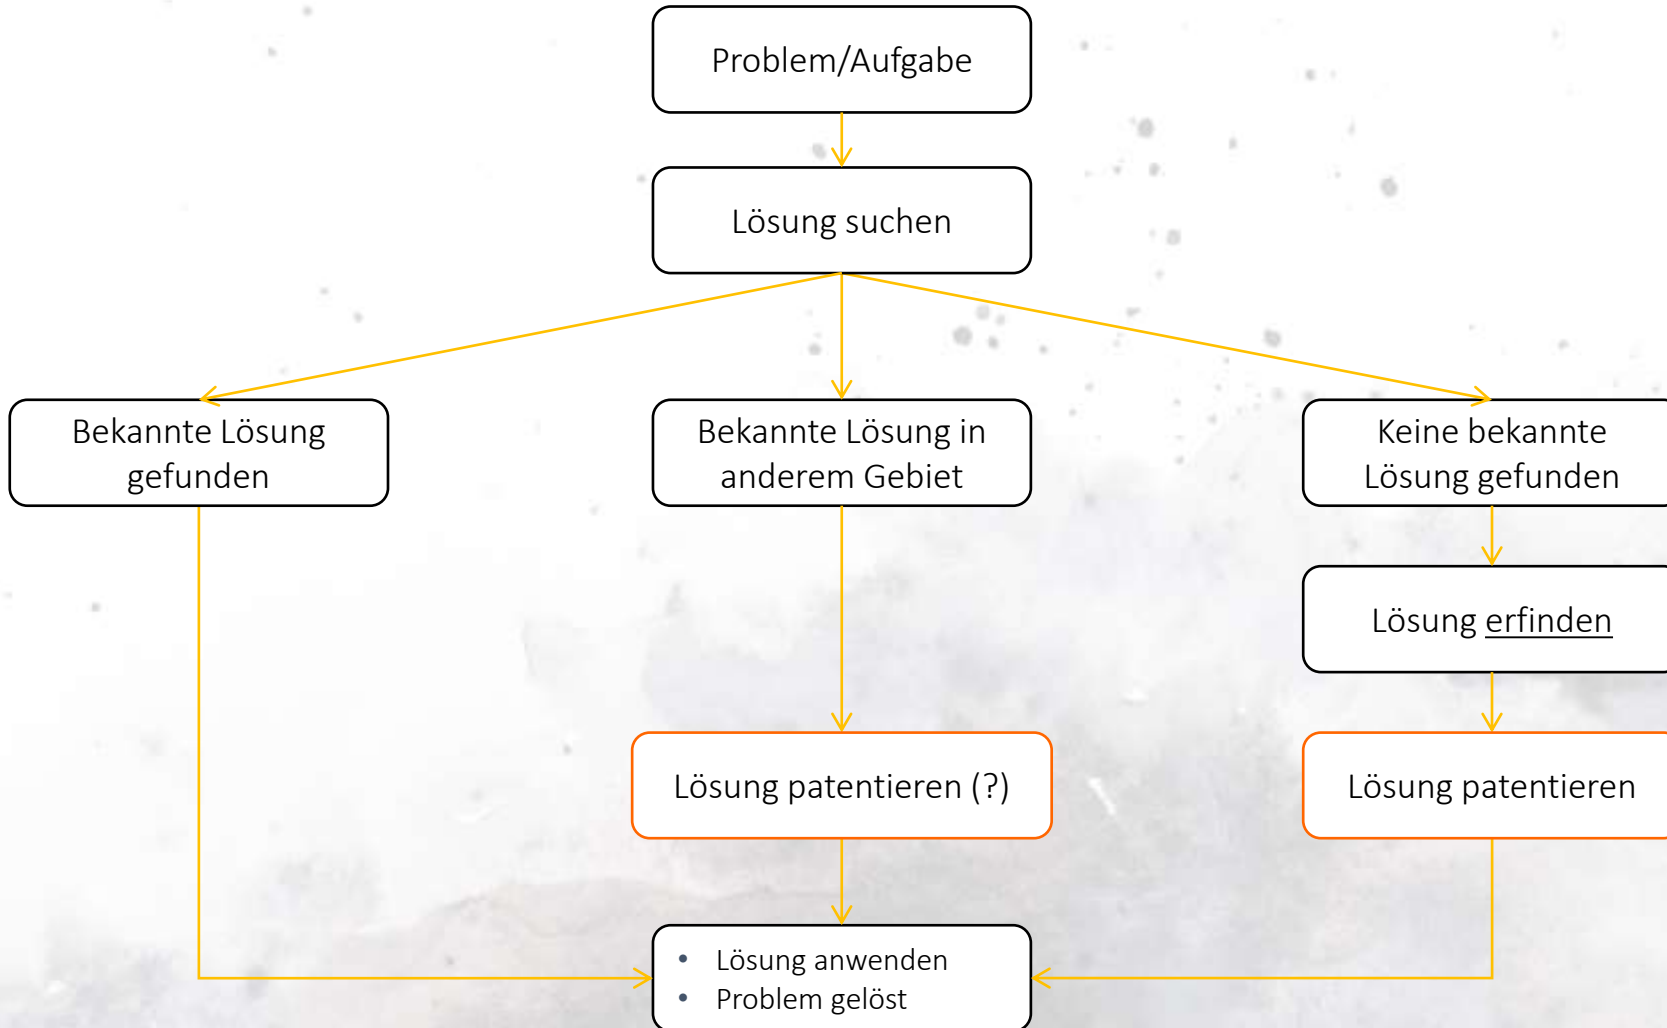 Problem/Aufgabe
Lösung suchen
Bekannte Lösung
gefunden
Bekannte Lösung in
anderem Gebiet
Keine bekannte
Lösung gefunden
Lösung erfinden
Lösung patentieren (?)
Lösung patentieren
• Lösung anwenden
• Problem gelöst